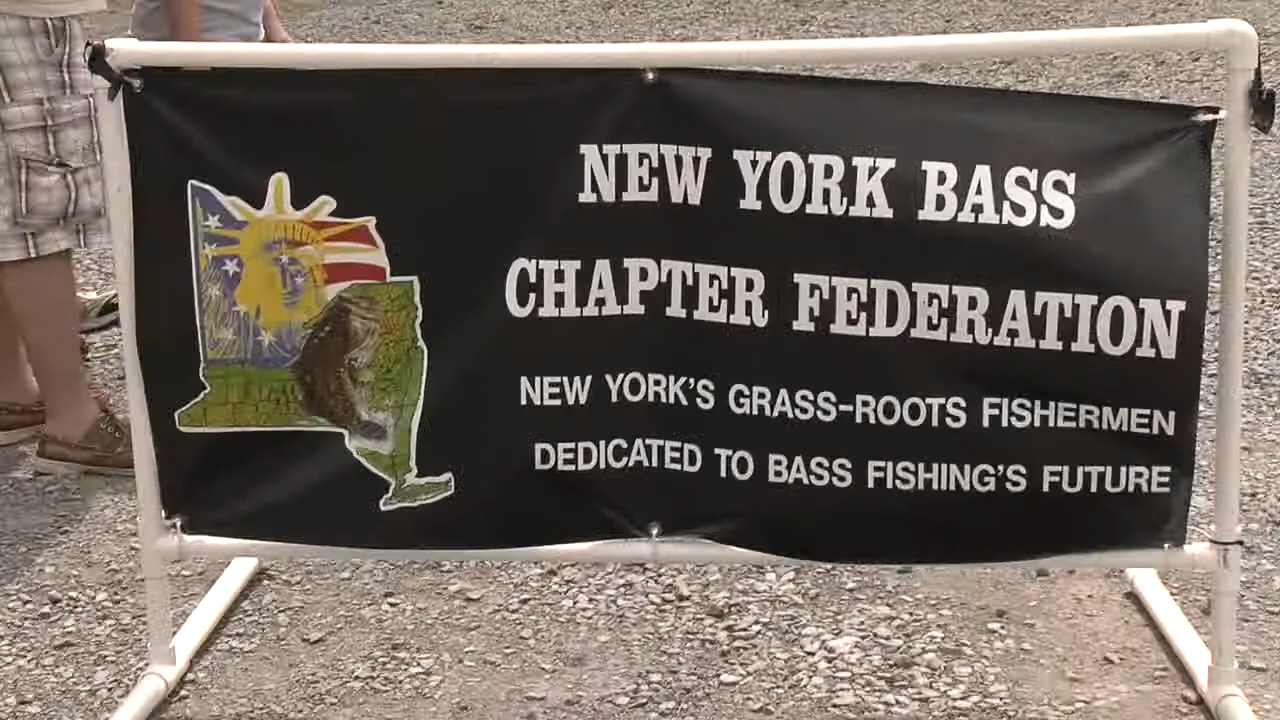 NEW YORK BASS
CHAPTER FEDERATION
NEW YORK'S GRASS-ROOTS FISHERMEN
DEDICATED TO BASS FISHING'S FUTURE